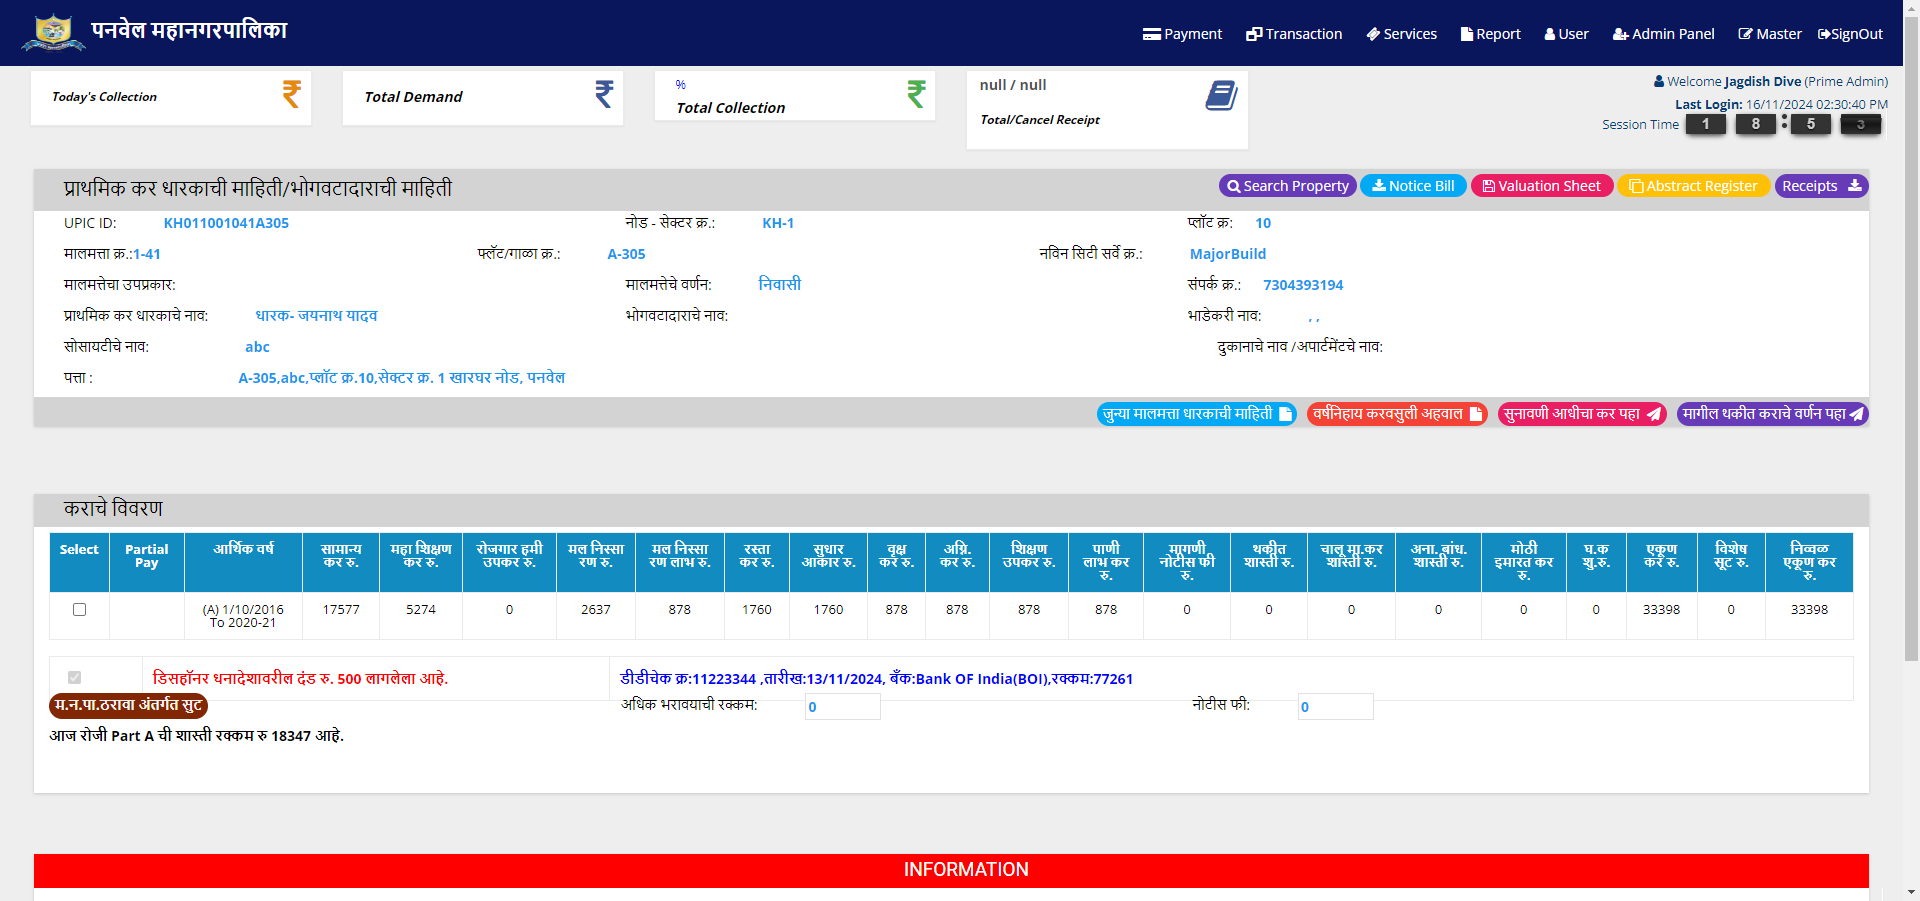 पनवेल महानगरपालिका
Payment Transaction Services Report User Admin Panel Master SignOut
Today's Collection
Total Demand
%
Total Collection
null / null
Total/Cancel Receipt
Welcome Jagdish Dive (Prime Admin)
Last Login: 16/11/2024 02:30:40 PM
Session Time 1 8 : 5 3
प्राथमिक कर धारकाची माहिती/भोगवटादाराची माहिती
Search Property Notice Bill Valuation Sheet Abstract Register Receipts
UPIC ID: KH011001041A305 नोड - सेक्टर क्र.: KH-1 प्लॉट क्र: 10
मालमत्ता क्र.:1-41 फ्लॅट/गाळा क्र.: A-305 नविन सिटी सर्वे क्र.: MajorBuild
मालमत्तेचा उपप्रकार: मालमत्तेचे वर्णन: निवासी संपर्क क्र.: 7304393194
प्राथमिक कर धारकाचे नाव: धारक- जयनाथ यादव भोगवटादाराचे नाव: भाडेकरी नाव: , ,
सोसायटीचे नाव: abc दुकानाचे नाव /अपार्टमेंटचे नाव:
पत्ता : A-305,abc,प्लॉट क्र.10,सेक्टर क्र. 1 खारघर नोड, पनवेल
जुन्या मालमत्ता धारकाची माहिती वर्षनिहाय करवसुली अहवाल सुनावणी आधीचा कर पहा मागील थकीत कराचे वर्णन पहा
कराचे विवरण
Select Partial Pay आर्थिक वर्ष सामान्य कर रु. महा शिक्षण कर रु. रोजगार हमी उपकर रु. मल निस्सा रण रु. मल निस्सा रण लाभ रु. रस्ता कर रु. सुधार आकार रु. वृक्ष कर रु. अग्नि. कर रु. शिक्षण उपकर रु. पाणी लाभ कर रु. मागणी नोटीस फी रु. थकीत शास्ती रु. चालू मा.कर शास्ती रु. अना. बांध. शास्ती रु. मोठी इमारत कर रु. घ.क शु.रु. एकूण कर रु. विशेष सूट रु. निव्वळ एकूण कर रु.
(A) 1/10/2016 To 2020-21 17577 5274 0 2637 878 1760 1760 878 878 878 878 0 0 0 0 0 0 33398 0 33398
डिसहॉनर धनादेशावरील दंड रु. 500 लागलेला आहे. डीडीचेक क्र:11223344 ,तारीख:13/11/2024, बँक:Bank OF India(BOI),रक्कम:77261
म.न.पा.ठरावा अंतर्गत सुट अधिक भरावयाची रक्कम: 0 नोटीस फी: 0
आज रोजी Part A ची शास्ती रक्कम रु 18347 आहे.
INFORMATION